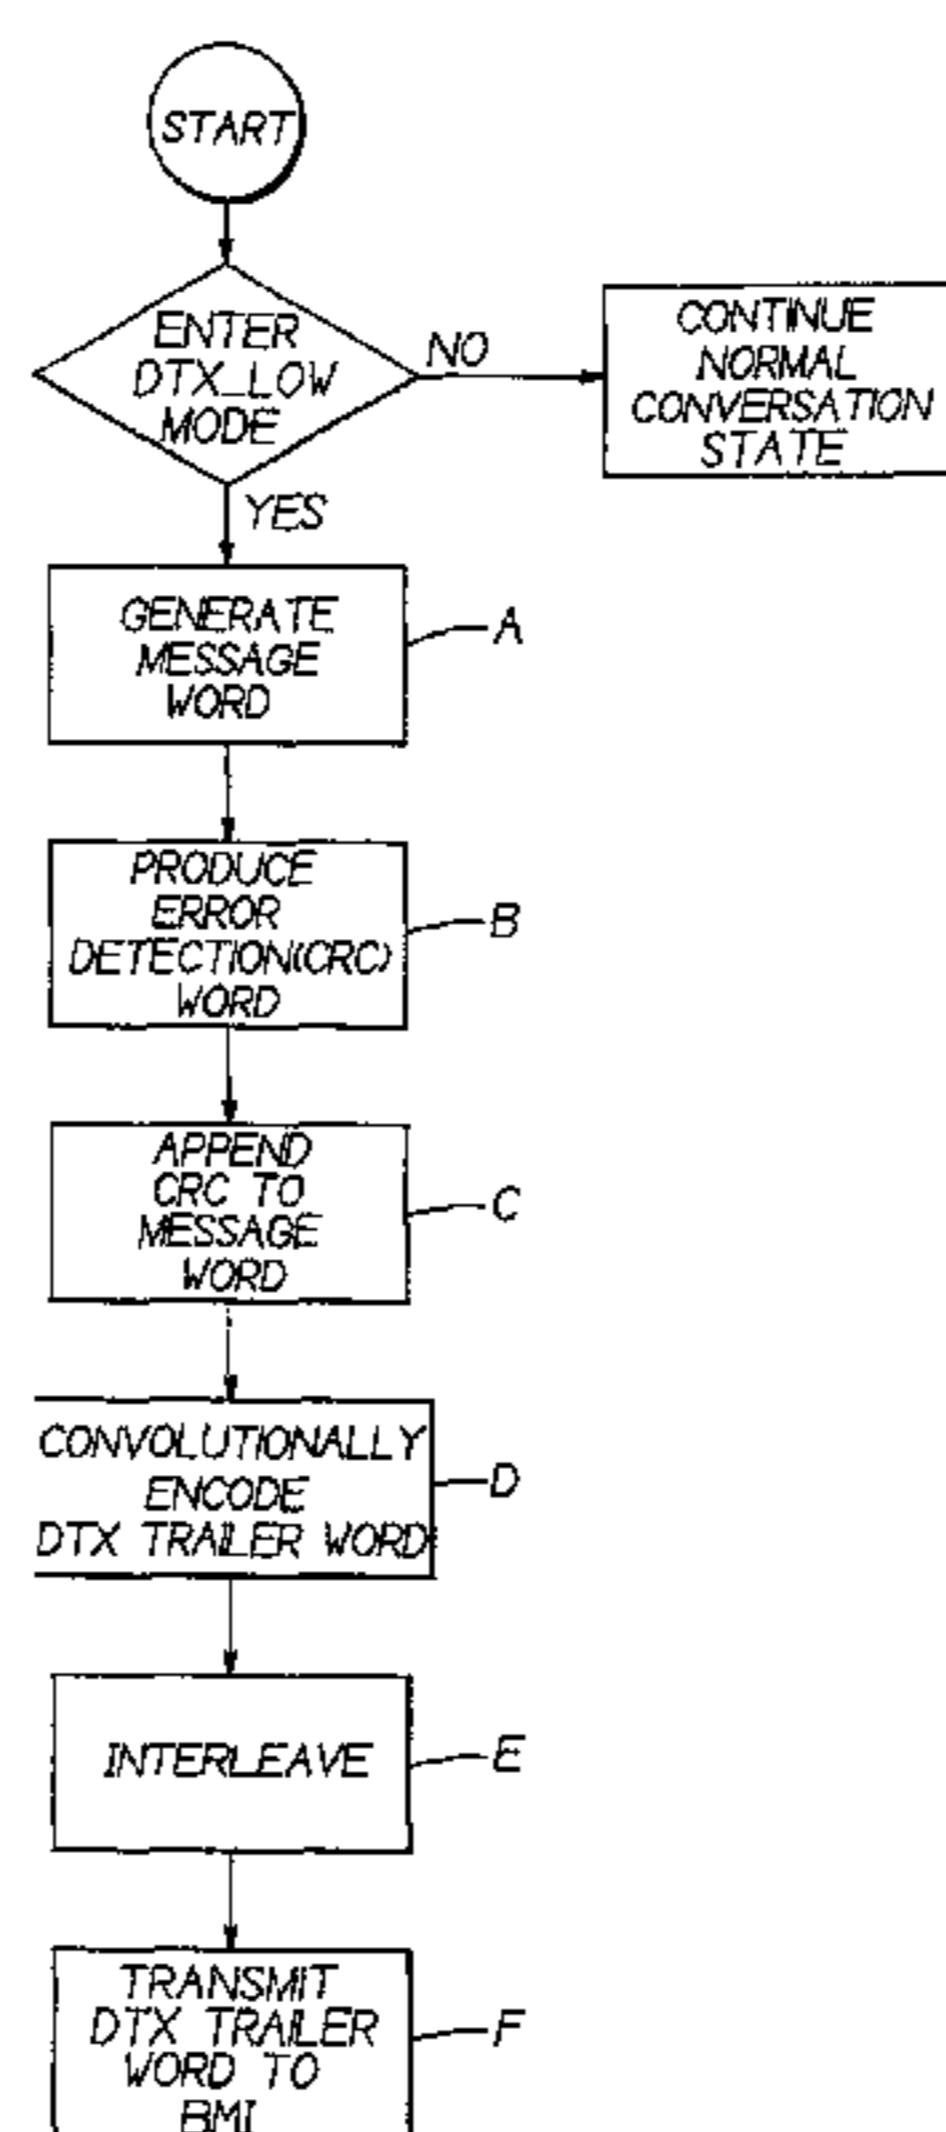 START
ENTER
DTX_LOW
MODE
NO
CONTINUE
NORMAL
CONVERSATION
STATE
YES
GENERATE
MESSAGE
WORD
A
PRODUCE
ERROR
DETECTION(CRC)
WORD
B
APPEND
CRC TO
MESSAGE
WORD
C
CONVOLUTIONALLY
ENCODE
DTX TRAILER WORD
D
INTERLEAVE
E
TRANSMIT
DTX TRAILER
WORD TO
BMI
F